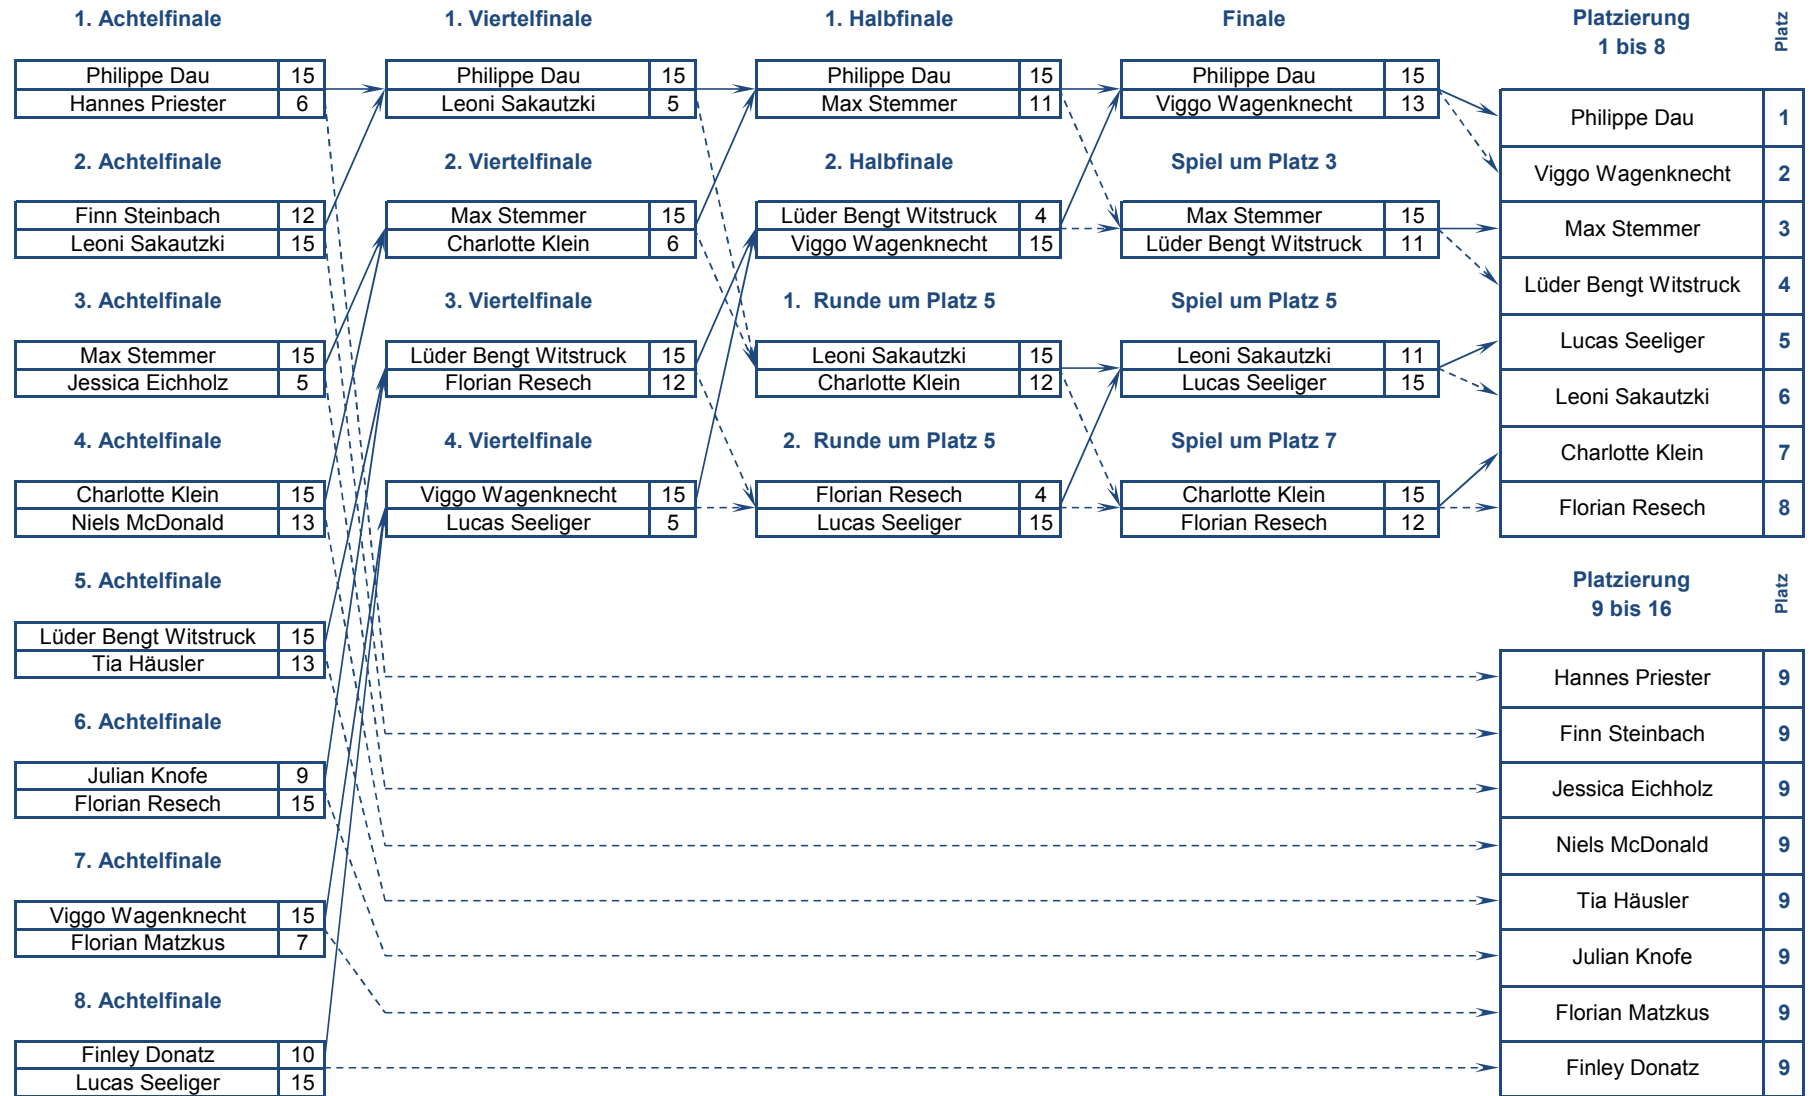 1. Achtelfinale 1. Viertelfinale 1. Halbfinale Finale Platzierung 1 bis 8 Platz
Philippe Dau 15 Philippe Dau 15 Philippe Dau 15 Philippe Dau 15
Hannes Priester 6 Leoni Sakautzki 5 Max Stemmer 11 Viggo Wagenknecht 13
Philippe Dau 1
2. Achtelfinale 2. Viertelfinale 2. Halbfinale Spiel um Platz 3
Viggo Wagenknecht 2
Finn Steinbach 12 Max Stemmer 15 Lüder Bengt Witstruck 4 Max Stemmer 15
Leoni Sakautzki 15 Charlotte Klein 6 Viggo Wagenknecht 15 Lüder Bengt Witstruck 11
Max Stemmer 3
Lüder Bengt Witstruck 4
3. Achtelfinale 3. Viertelfinale 1. Runde um Platz 5 Spiel um Platz 5
Lucas Seeliger 5
Max Stemmer 15 Lüder Bengt Witstruck 15 Leoni Sakautzki 15 Leoni Sakautzki 11
Jessica Eichholz 5 Florian Resech 12 Charlotte Klein 12 Lucas Seeliger 15
Leoni Sakautzki 6
4. Achtelfinale 4. Viertelfinale 2. Runde um Platz 5 Spiel um Platz 7
Charlotte Klein 7
Charlotte Klein 15 Viggo Wagenknecht 15 Florian Resech 4 Charlotte Klein 15
Niels McDonald 13 Lucas Seeliger 5 Lucas Seeliger 15 Florian Resech 12
Florian Resech 8
5. Achtelfinale Platzierung 9 bis 16 Platz
Lüder Bengt Witstruck 15
Tia Häusler 13
Hannes Priester 9
6. Achtelfinale
Finn Steinbach 9
Julian Knofe 9
Florian Resech 15
Jessica Eichholz 9
Niels McDonald 9
7. Achtelfinale
Tia Häusler 9
Viggo Wagenknecht 15
Florian Matzkus 7
Julian Knofe 9
8. Achtelfinale
Florian Matzkus 9
Finley Donatz 10
Lucas Seeliger 15
Finley Donatz 9